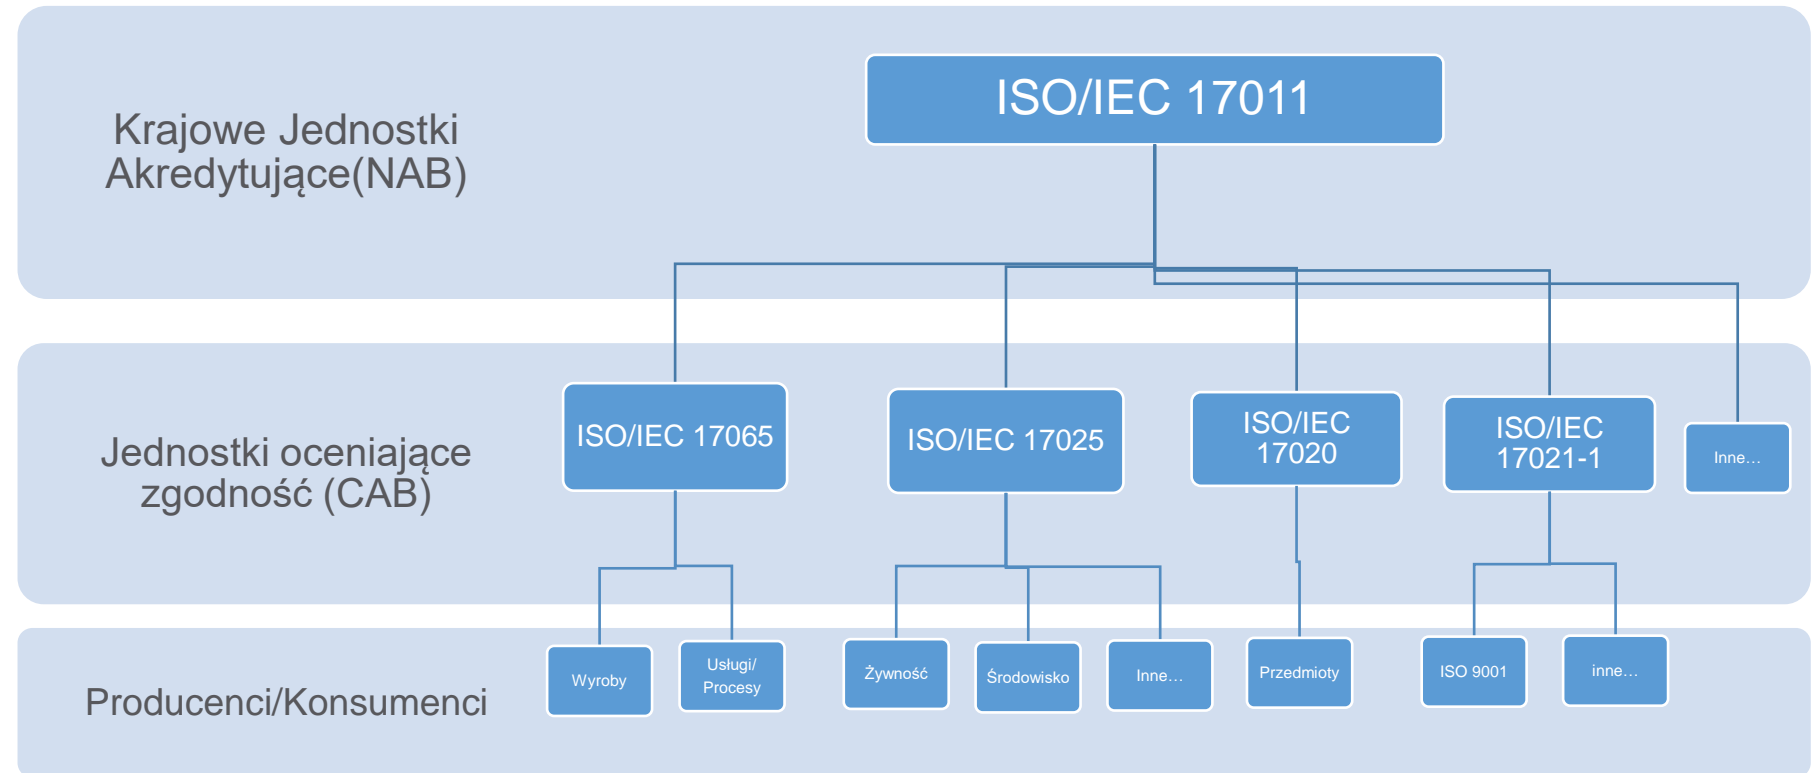 ISO/IEC 17011
Krajowe Jednostki
Akredytujące(NAB)
Jednostki oceniające
zgodność (CAB)
ISO/IEC 17065
ISO/IEC 17025
ISO/IEC
17020
ISO/IEC
17021-1
Inne...
Producenci/Konsumenci
Wyroby
Usługi/
Procesy
Żywność
Środowisko
Inne...
Przedmioty
ISO 9001
inne...